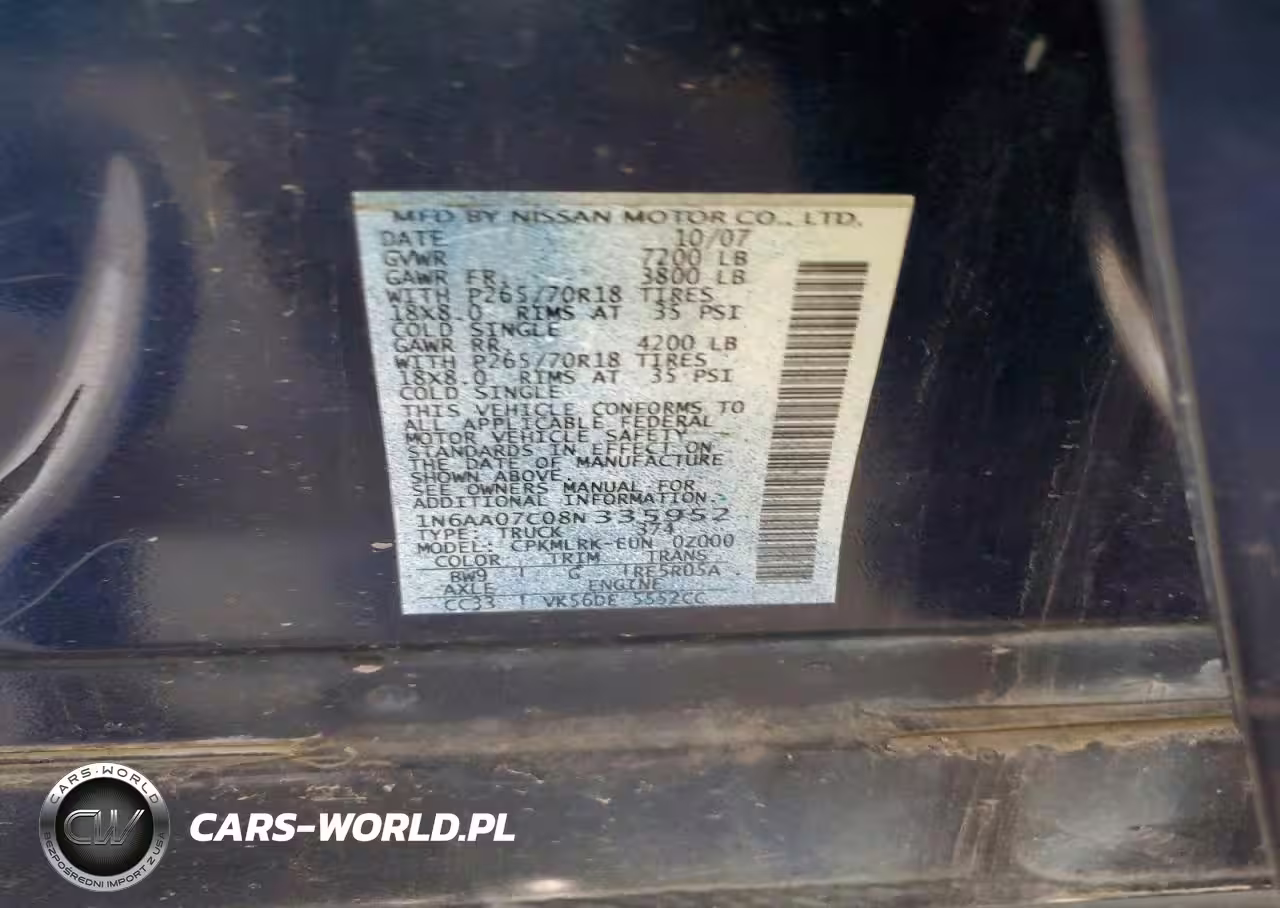 MFD BY NISSAN MOTOR CO., LTD.
DATE 10/07
GVWR 7200 LB
GAWR FR. 3800 LB
WITH P265/70R18 TIRES
18X8.0 RIMS AT 35 PSI
COLD SINGLE
GAWR RR. 4200 LB
WITH P265/70R18 TIRES
18X8.0 RIMS AT 35 PSI
COLD SINGLE
THIS VEHICLE CONFORMS TO
ALL APPLICABLE FEDERAL
MOTOR VEHICLE SAFETY
STANDARDS IN EFFECT ON
THE DATE OF MANUFACTURE
SHOWN ABOVE.
SEE OWNERS MANUAL FOR
ADDITIONAL INFORMATION.
1N6AA07C08N335952
TYPE: TRUCK 374
MODEL: CPKMLRK-EUN 0Z000
COLOR TRIM TRANS
BW9 G RE5R05A
AXLE ENGINE
CC33 VK56DE 5552CC
CARS-WORLD
CW
BEZPOŚREDNI IMPORT Z USA
CARS-WORLD.PL